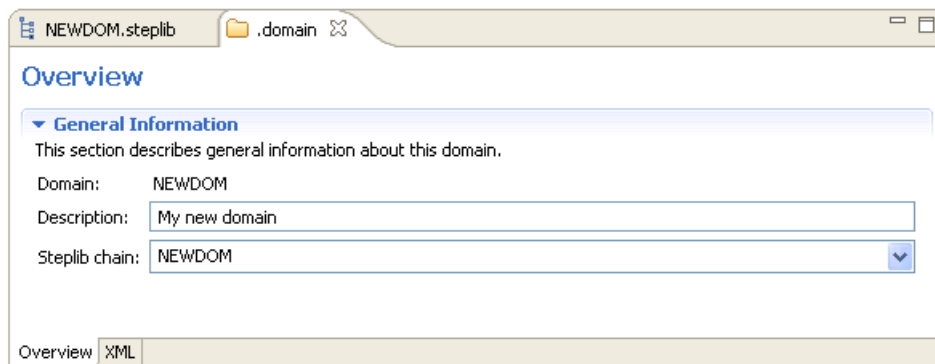 NEWDOM.steplib .domain
Overview
General Information
This section describes general information about this domain.
Domain: NEWDOM
Description: My new domain
Steplib chain: NEWDOM
Overview XML